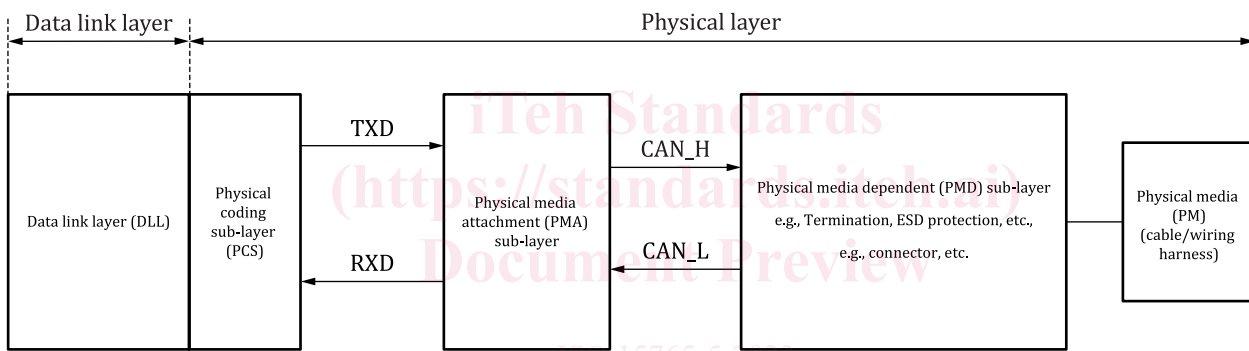 Data link layer
Physical layer
Data link layer (DLL)
Physical
coding
sub-layer
(PCS)
TXD
RXD
Physical media
attachment (PMA)
sub-layer
CAN_H
CAN_L
Physical media dependent (PMD) sub-layer
e.g., Termination, ESD protection, etc.,
e.g., connector, etc.
Physical media
(PM)
(cable/wiring
harness)
iTeh Standards
(https://standards.iteh.ai)
Document Preview